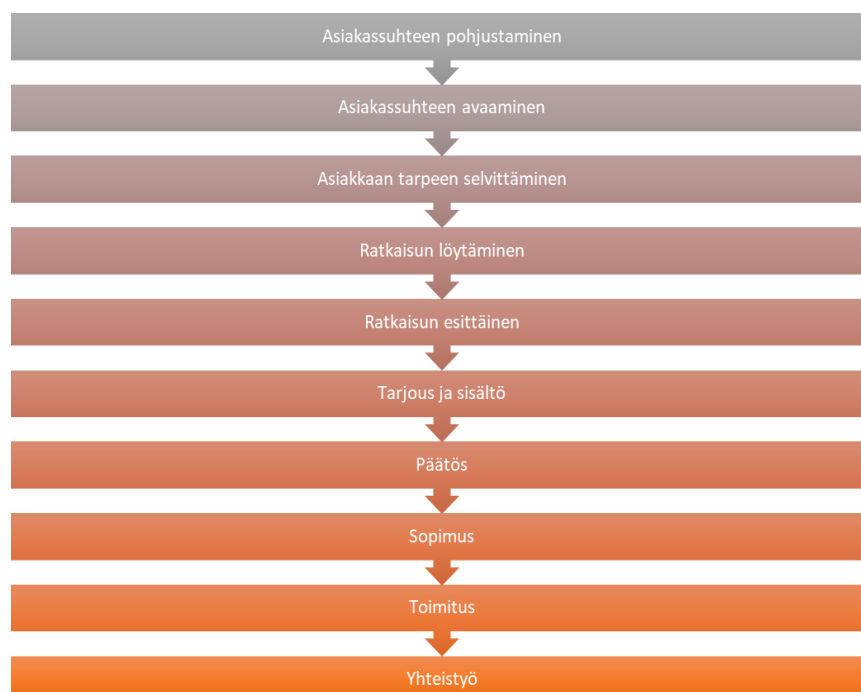 Asiakassuhteen pohjustaminen
Asiakassuhteen avaaminen
Asiakkaan tarpeen selvittäminen
Ratkaisun löytäminen
Ratkaisun esittäinen
Tarjous ja sisältö
Päätös
Sopimus
Toimitus
Yhteistyö